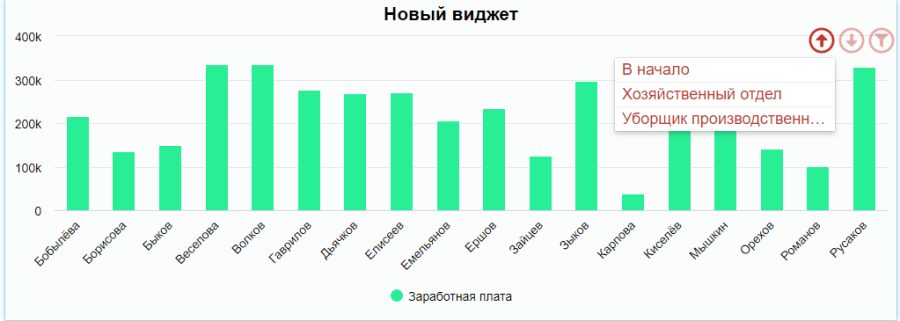 Новый виджет
400k
300k
200k
100k
0
В начало
Хозяйственный отдел
Уборщик производственн…
Бобылёва
Борисова
Быков
Веселова
Волков
Гаврилов
Дьячков
Елисеев
Емельянов
Ершов
Зайцев
Зыков
Карпова
Киселёв
Мышкин
Орехов
Романов
Русаков
Заработная плата